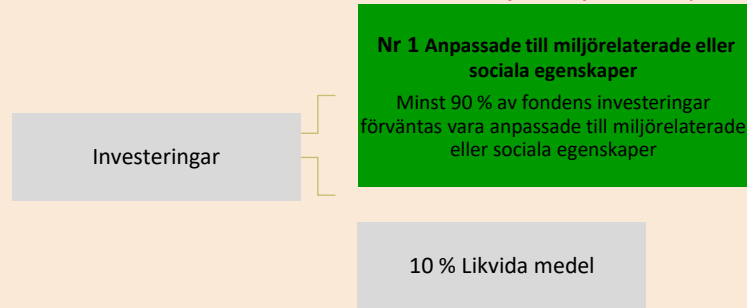 Nr 1 Anpassade till miljörelaterade eller
sociala egenskaper
Minst 90 % av fondens investeringar
förväntas vara anpassade till miljörelaterade
eller sociala egenskaper
Investeringar
10 % Likvida medel